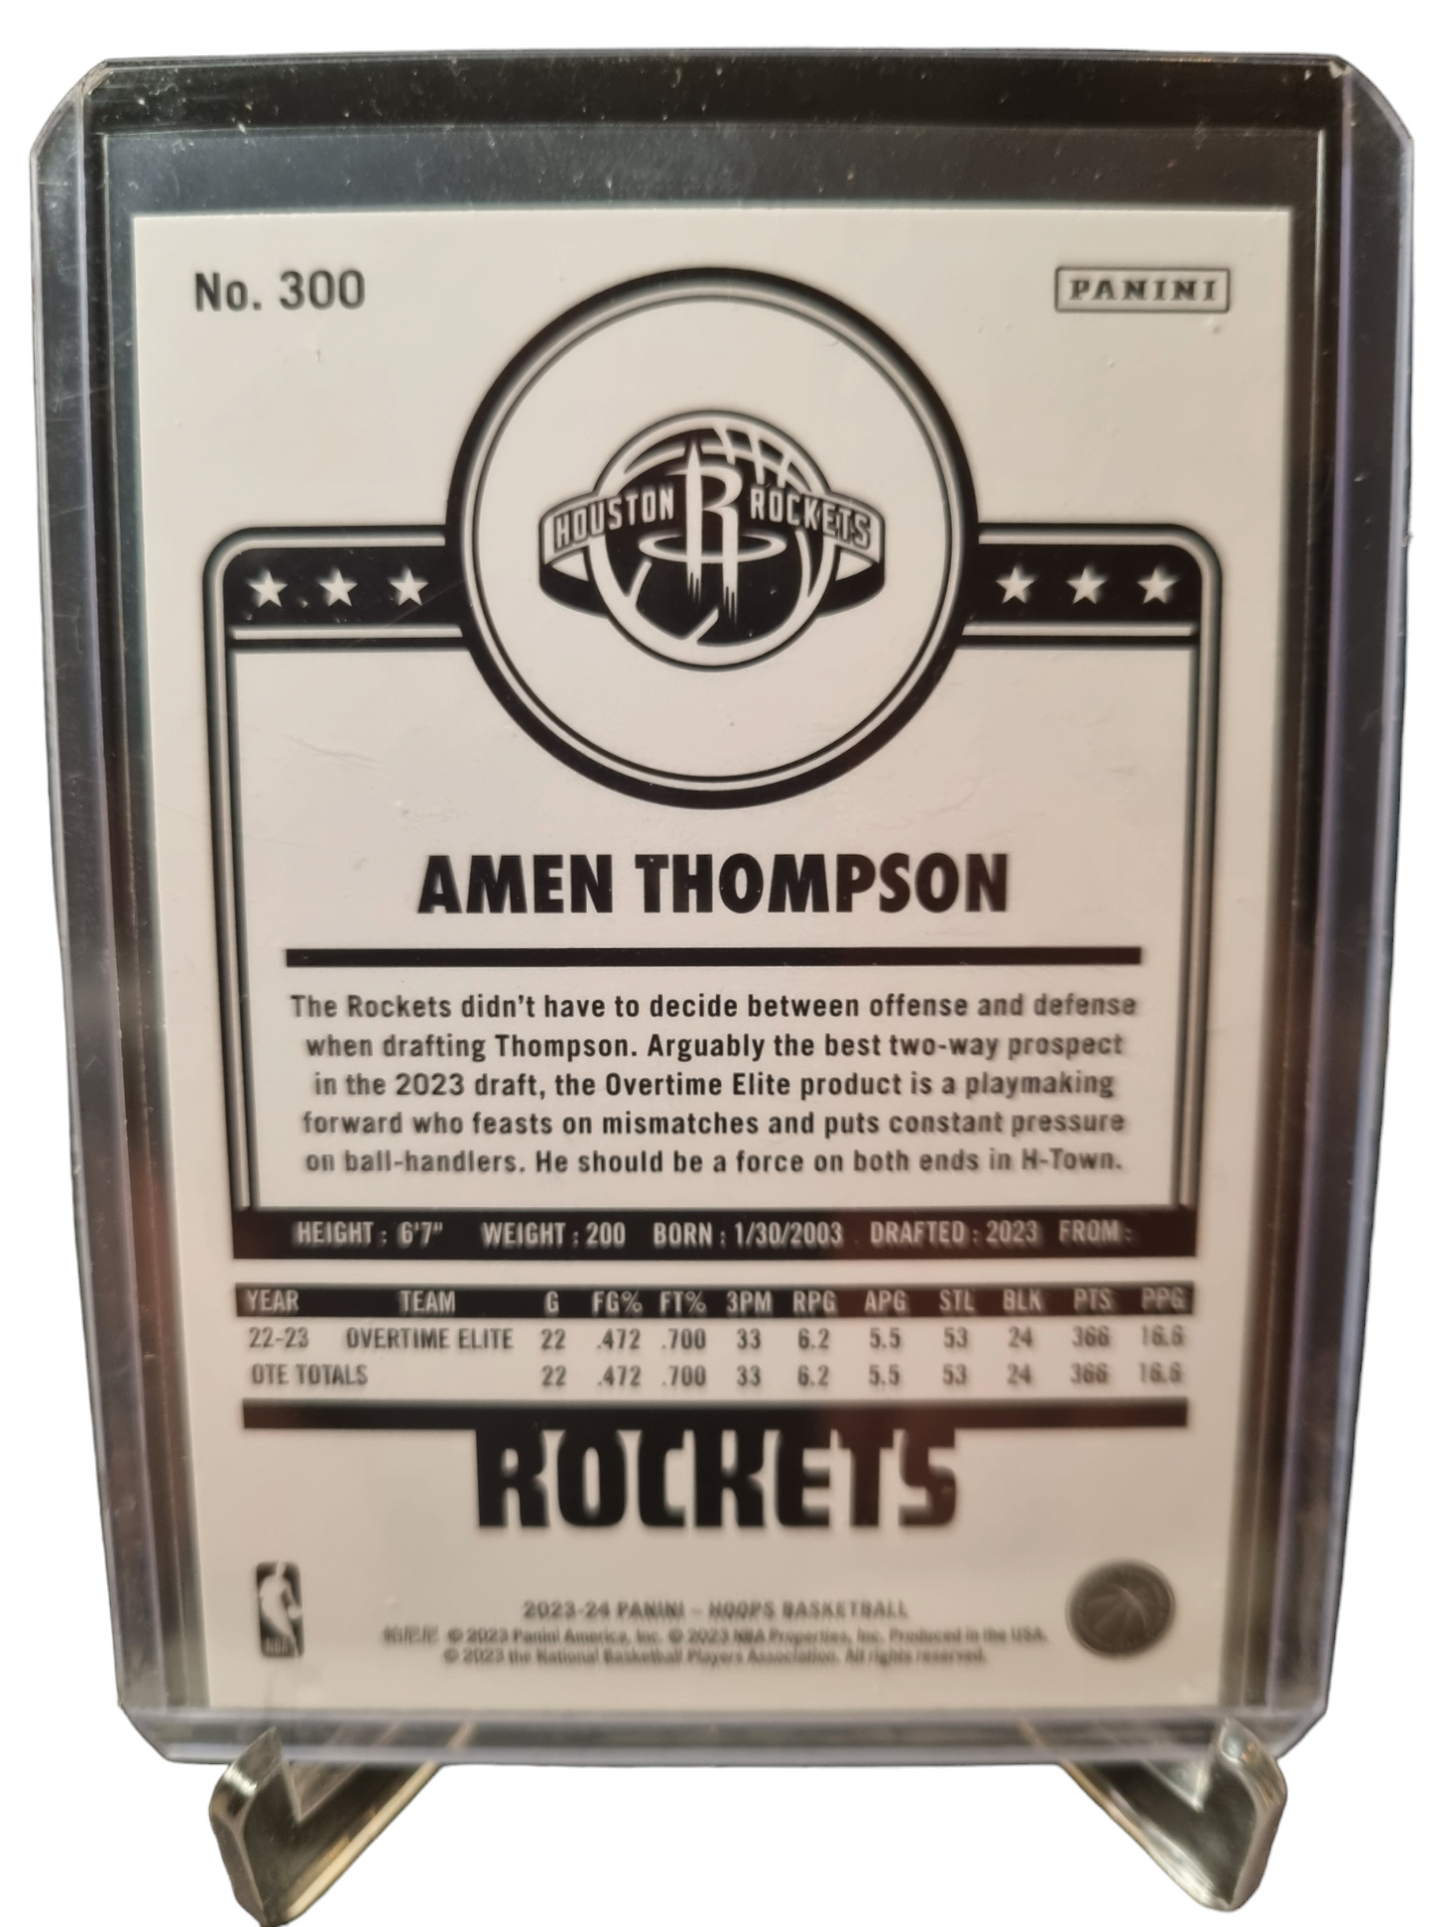 No. 300
PANINI
HOUSTON R ROCKETS
AMEN THOMPSON
The Rockets didn't have to decide between offense and defense
when drafting Thompson. Arguably the best two-way prospect
in the 2023 draft, the Overtime Elite product is a playmaking
forward who feasts on mismatches and puts constant pressure
on ball-handlers. He should be a force on both ends in H-Town.
HEIGHT : 6'7" WEIGHT : 200 BORN : 1/30/2003 DRAFTED : 2023 FROM :
YEAR TEAM G FG% FT% 3PM RPG APG STL BLK PTS PPG
22-23 OVERTIME ELITE 22 .472 .700 33 6.2 5.5 53 24 366 16.6
OTE TOTALS 22 .472 .700 33 6.2 5.5 53 24 366 16.6
ROCKETS
NBA
2023-24 PANINI – HOOPS BASKETBALL
© 2023 Panini America, Inc. © 2023 NBA Properties, Inc. Produced in the USA.
© 2023 the National Basketball Players Association. All rights reserved.